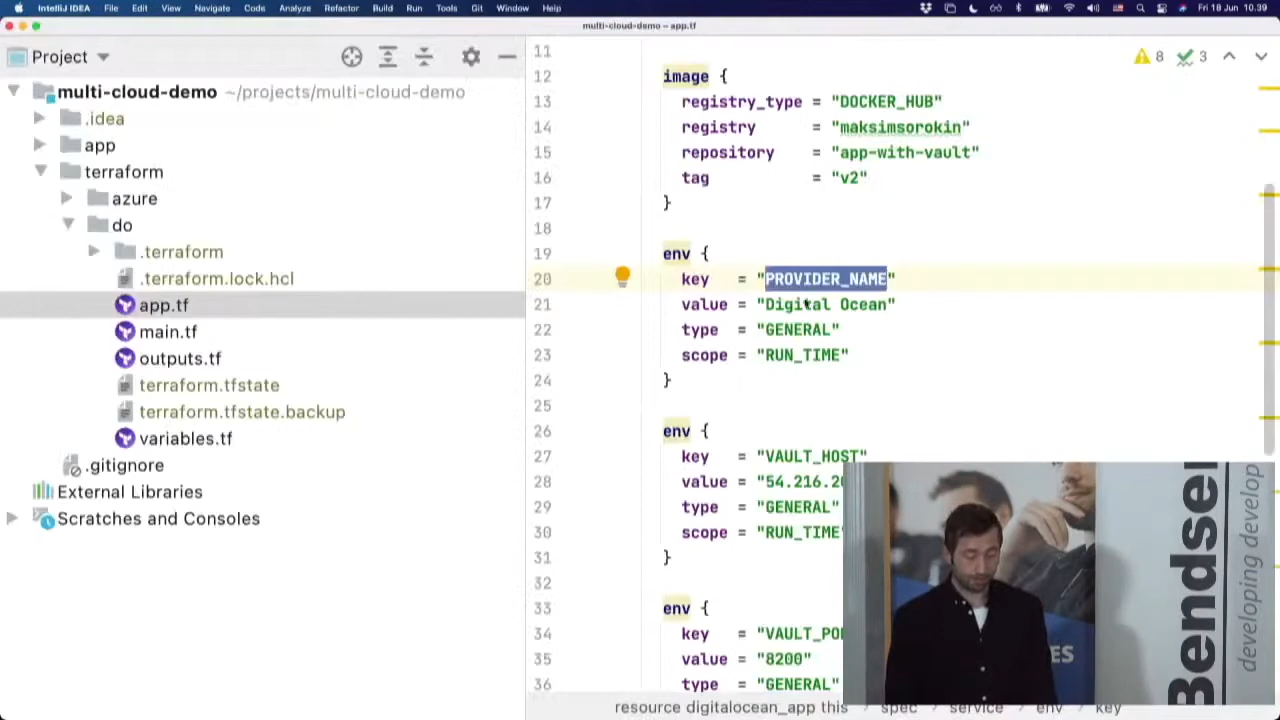 IntelliJ IDEA File Edit View Navigate Code Analyze Refactor Build Run Tools Git Window Help
Fri 18 Jun 10.39
multi-cloud-demo – app.tf
Project
multi-cloud-demo ~/projects/multi-cloud-demo
.idea
app
terraform
azure
do
.terraform
.terraform.lock.hcl
app.tf
main.tf
outputs.tf
terraform.tfstate
terraform.tfstate.backup
variables.tf
.gitignore
External Libraries
Scratches and Consoles
8 3
11
12 image {
13 registry_type = "DOCKER_HUB"
14 registry = "maksimsorokin"
15 repository = "app-with-vault"
16 tag = "v2"
17 }
18
19 env {
20 key = "PROVIDER_NAME"
21 value = "Digital Ocean"
22 type = "GENERAL"
23 scope = "RUN_TIME"
24 }
25
26 env {
27 key = "VAULT_HOST"
28 value = "54.216.2
29 type = "GENERAL"
30 scope = "RUN_TIME
31 }
32
33 env {
34 key = "VAULT_PO
35 value = "8200"
36 type = "GENERAL"
resource digitalocean_app this spec service env key
Bendsen
developing develop
ES